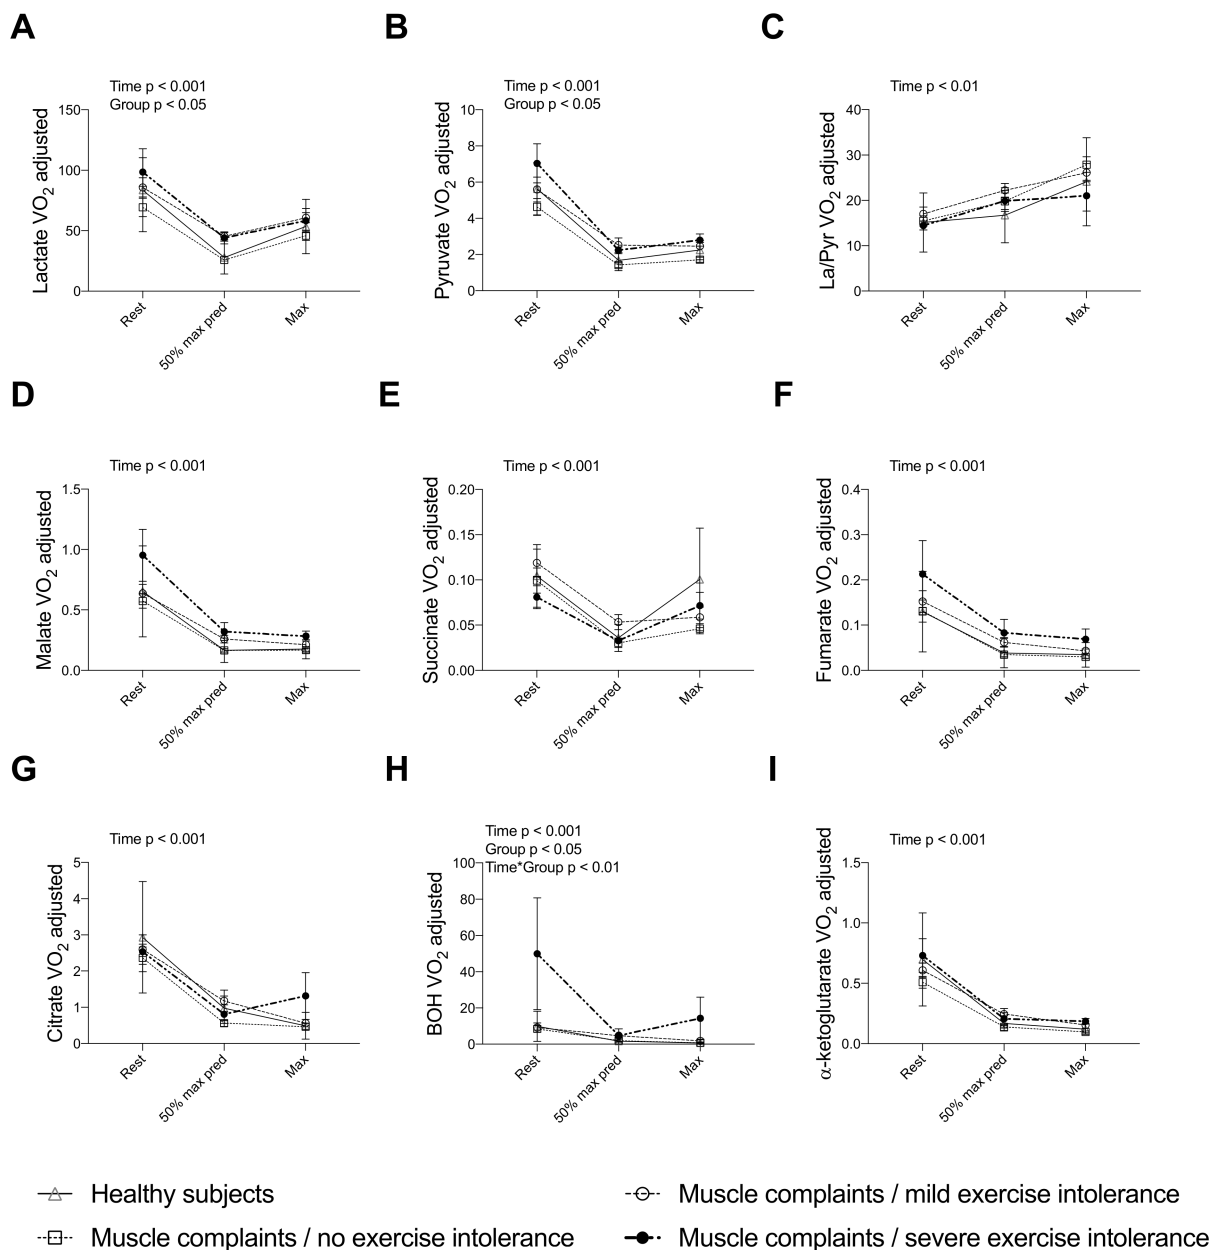 A
B
C
Time p < 0.001
Group p < 0.05
Time p < 0.001
Group p < 0.05
Time p < 0.01
Lactate VO2 adjusted
150
100
50
0
Rest
50% max pred
Max
Pyruvate VO2 adjusted
10
8
6
4
2
0
Rest
50% max pred
Max
La/Pyr VO2 adjusted
40
30
20
10
0
Rest
50% max pred
Max
D
E
F
Time p < 0.001
Time p < 0.001
Time p < 0.001
Malate VO2 adjusted
1.5
1.0
0.5
0.0
Rest
50% max pred
Max
Succinate VO2 adjusted
0.20
0.15
0.10
0.05
0.00
Rest
50% max pred
Max
Fumarate VO2 adjusted
0.4
0.3
0.2
0.1
0.0
Rest
50% max pred
Max
G
H
I
Time p < 0.001
Time p < 0.001
Group p < 0.05
Time*Group p < 0.01
Time p < 0.001
Citrate VO2 adjusted
5
4
3
2
1
0
Rest
50% max pred
Max
BOH VO2 adjusted
100
80
60
40
20
0
Rest
50% max pred
Max
α-ketoglutarate VO2 adjusted
1.5
1.0
0.5
0.0
Rest
50% max pred
Max
Healthy subjects
Muscle complaints / mild exercise intolerance
Muscle complaints / no exercise intolerance
Muscle complaints / severe exercise intolerance